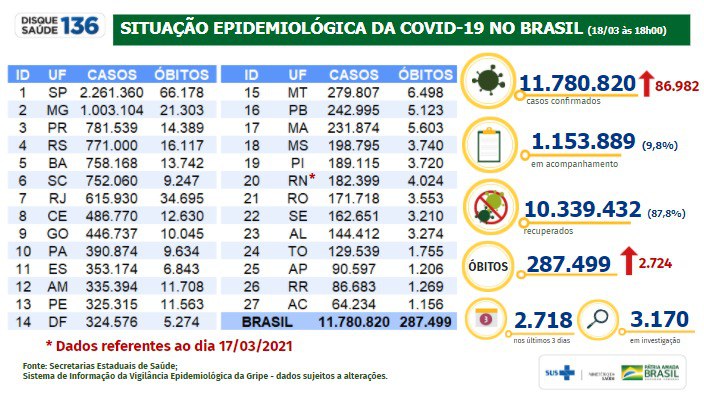 DISQUE SAÚDE 136
SITUAÇÃO EPIDEMIOLÓGICA DA COVID-19 NO BRASIL (18/03 às 18h00)
ID UF CASOS ÓBITOS
1 SP 2.261.360 66.178
2 MG 1.003.104 21.303
3 PR 781.539 14.389
4 RS 771.000 16.117
5 BA 758.168 13.742
6 SC 752.060 9.247
7 RJ 615.930 34.695
8 CE 486.770 12.630
9 GO 446.737 10.045
10 PA 390.874 9.634
11 ES 353.174 6.843
12 AM 335.394 11.708
13 PE 325.315 11.563
14 DF 324.576 5.274
ID UF CASOS ÓBITOS
15 MT 279.807 6.498
16 PB 242.995 5.123
17 MA 231.874 5.603
18 MS 198.795 3.740
19 PI 189.115 3.720
20 RN* 182.399 4.024
21 RO 171.718 3.553
22 SE 162.651 3.210
23 AL 144.412 3.274
24 TO 129.539 1.755
25 AP 90.597 1.206
26 RR 86.683 1.269
27 AC 64.234 1.156
BRASIL 11.780.820 287.499
11.780.820 86.982
casos confirmados
1.153.889 (9,8%)
em acompanhamento
10.339.432 (87,8%)
recuperados
ÓBITOS 287.499 2.724
3 2.718
nos últimos 3 dias
3.170
em investigação
* Dados referentes ao dia 17/03/2021
Fonte: Secretarias Estaduais de Saúde;
Sistema de Informação da Vigilância Epidemiológica da Gripe - dados sujeitos a alterações.
SUS
MINISTÉRIO DA SAÚDE
PÁTRIA AMADA
BRASIL